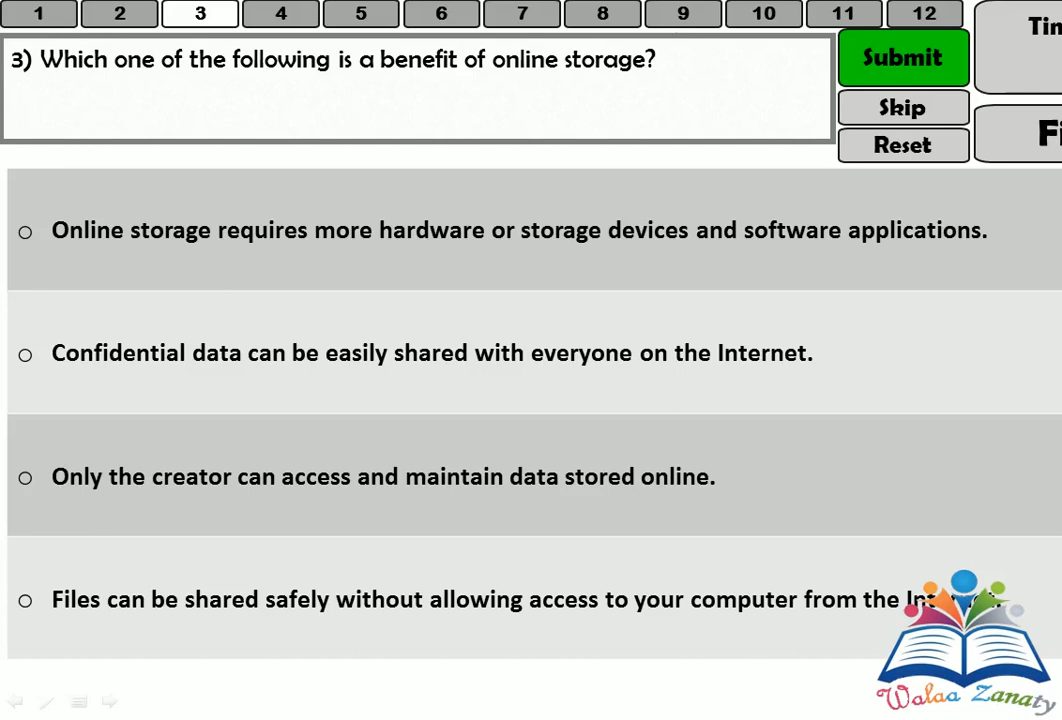 1 2 3 4 5 6 7 8 9 10 11 12
3) Which one of the following is a benefit of online storage?
Submit
Skip
Reset
Online storage requires more hardware or storage devices and software applications.
Confidential data can be easily shared with everyone on the Internet.
Only the creator can access and maintain data stored online.
Files can be shared safely without allowing access to your computer from the
Walaa Zanaty